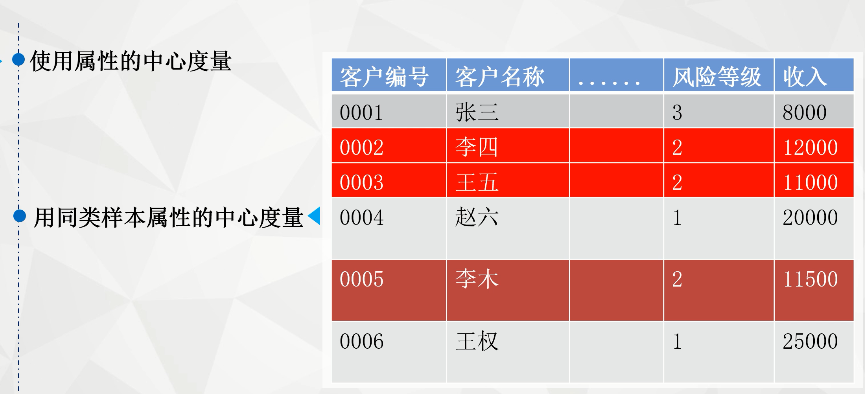 使用属性的中心度量
用同类样本属性的中心度量
客户编号 客户名称 ...... 风险等级 收入
0001 张三 3 8000
0002 李四 2 12000
0003 王五 2 11000
0004 赵六 1 20000
0005 李木 2 11500
0006 王权 1 25000